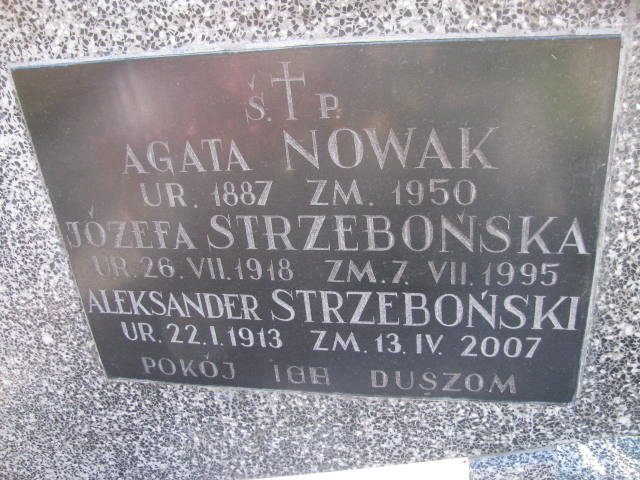 Ś. † P.
AGATA NOWAK
UR. 1887 ZM. 1950
JÓZEFA STRZEBOŃSKA
UR. 26. VII. 1918 ZM. 7. VII. 1995
ALEKSANDER STRZEBOŃSKI
UR. 22. I. 1913 ZM. 13. IV. 2007
POKÓJ ICH DUSZOM